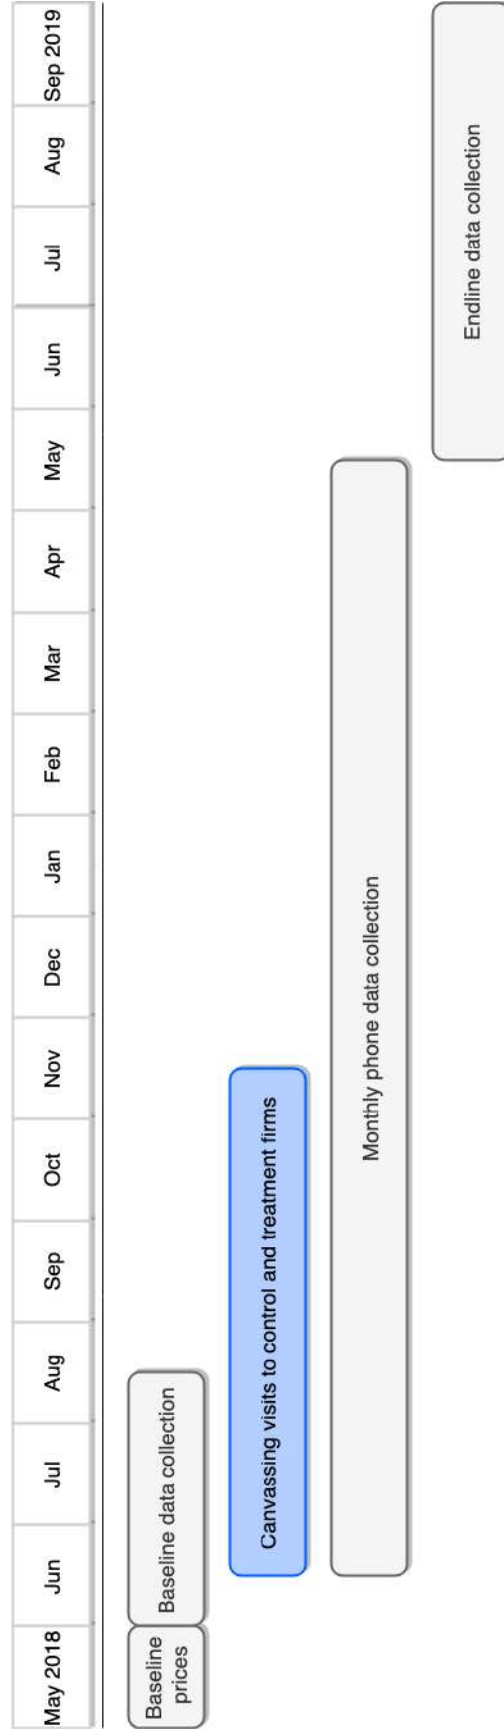 May 2018
Jun
Jul
Aug
Sep
Oct
Nov
Dec
Jan
Feb
Mar
Apr
May
Jun
Jul
Aug
Sep 2019
Baseline
prices
Baseline data collection
Canvassing visits to control and treatment firms
Monthly phone data collection
Endline data collection